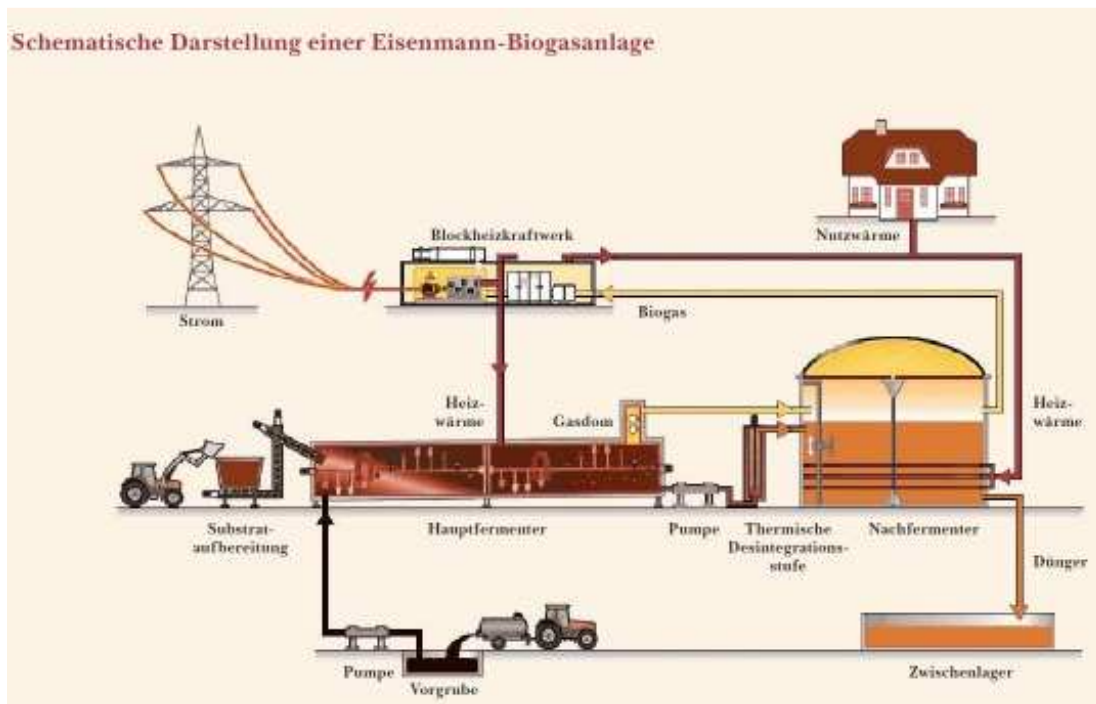 Schematische Darstellung einer Eisenmann-Biogasanlage
Blockheizkraftwerk
Nutzwärme
Strom
Biogas
Heiz-
wärme
Gasdom
Heiz-
wärme
Substrat-
aufbereitung
Hauptfermenter
Pumpe
Thermische
Desintegrations-
stufe
Nachfermenter
Dünger
Pumpe
Vorgrube
Zwischenlager